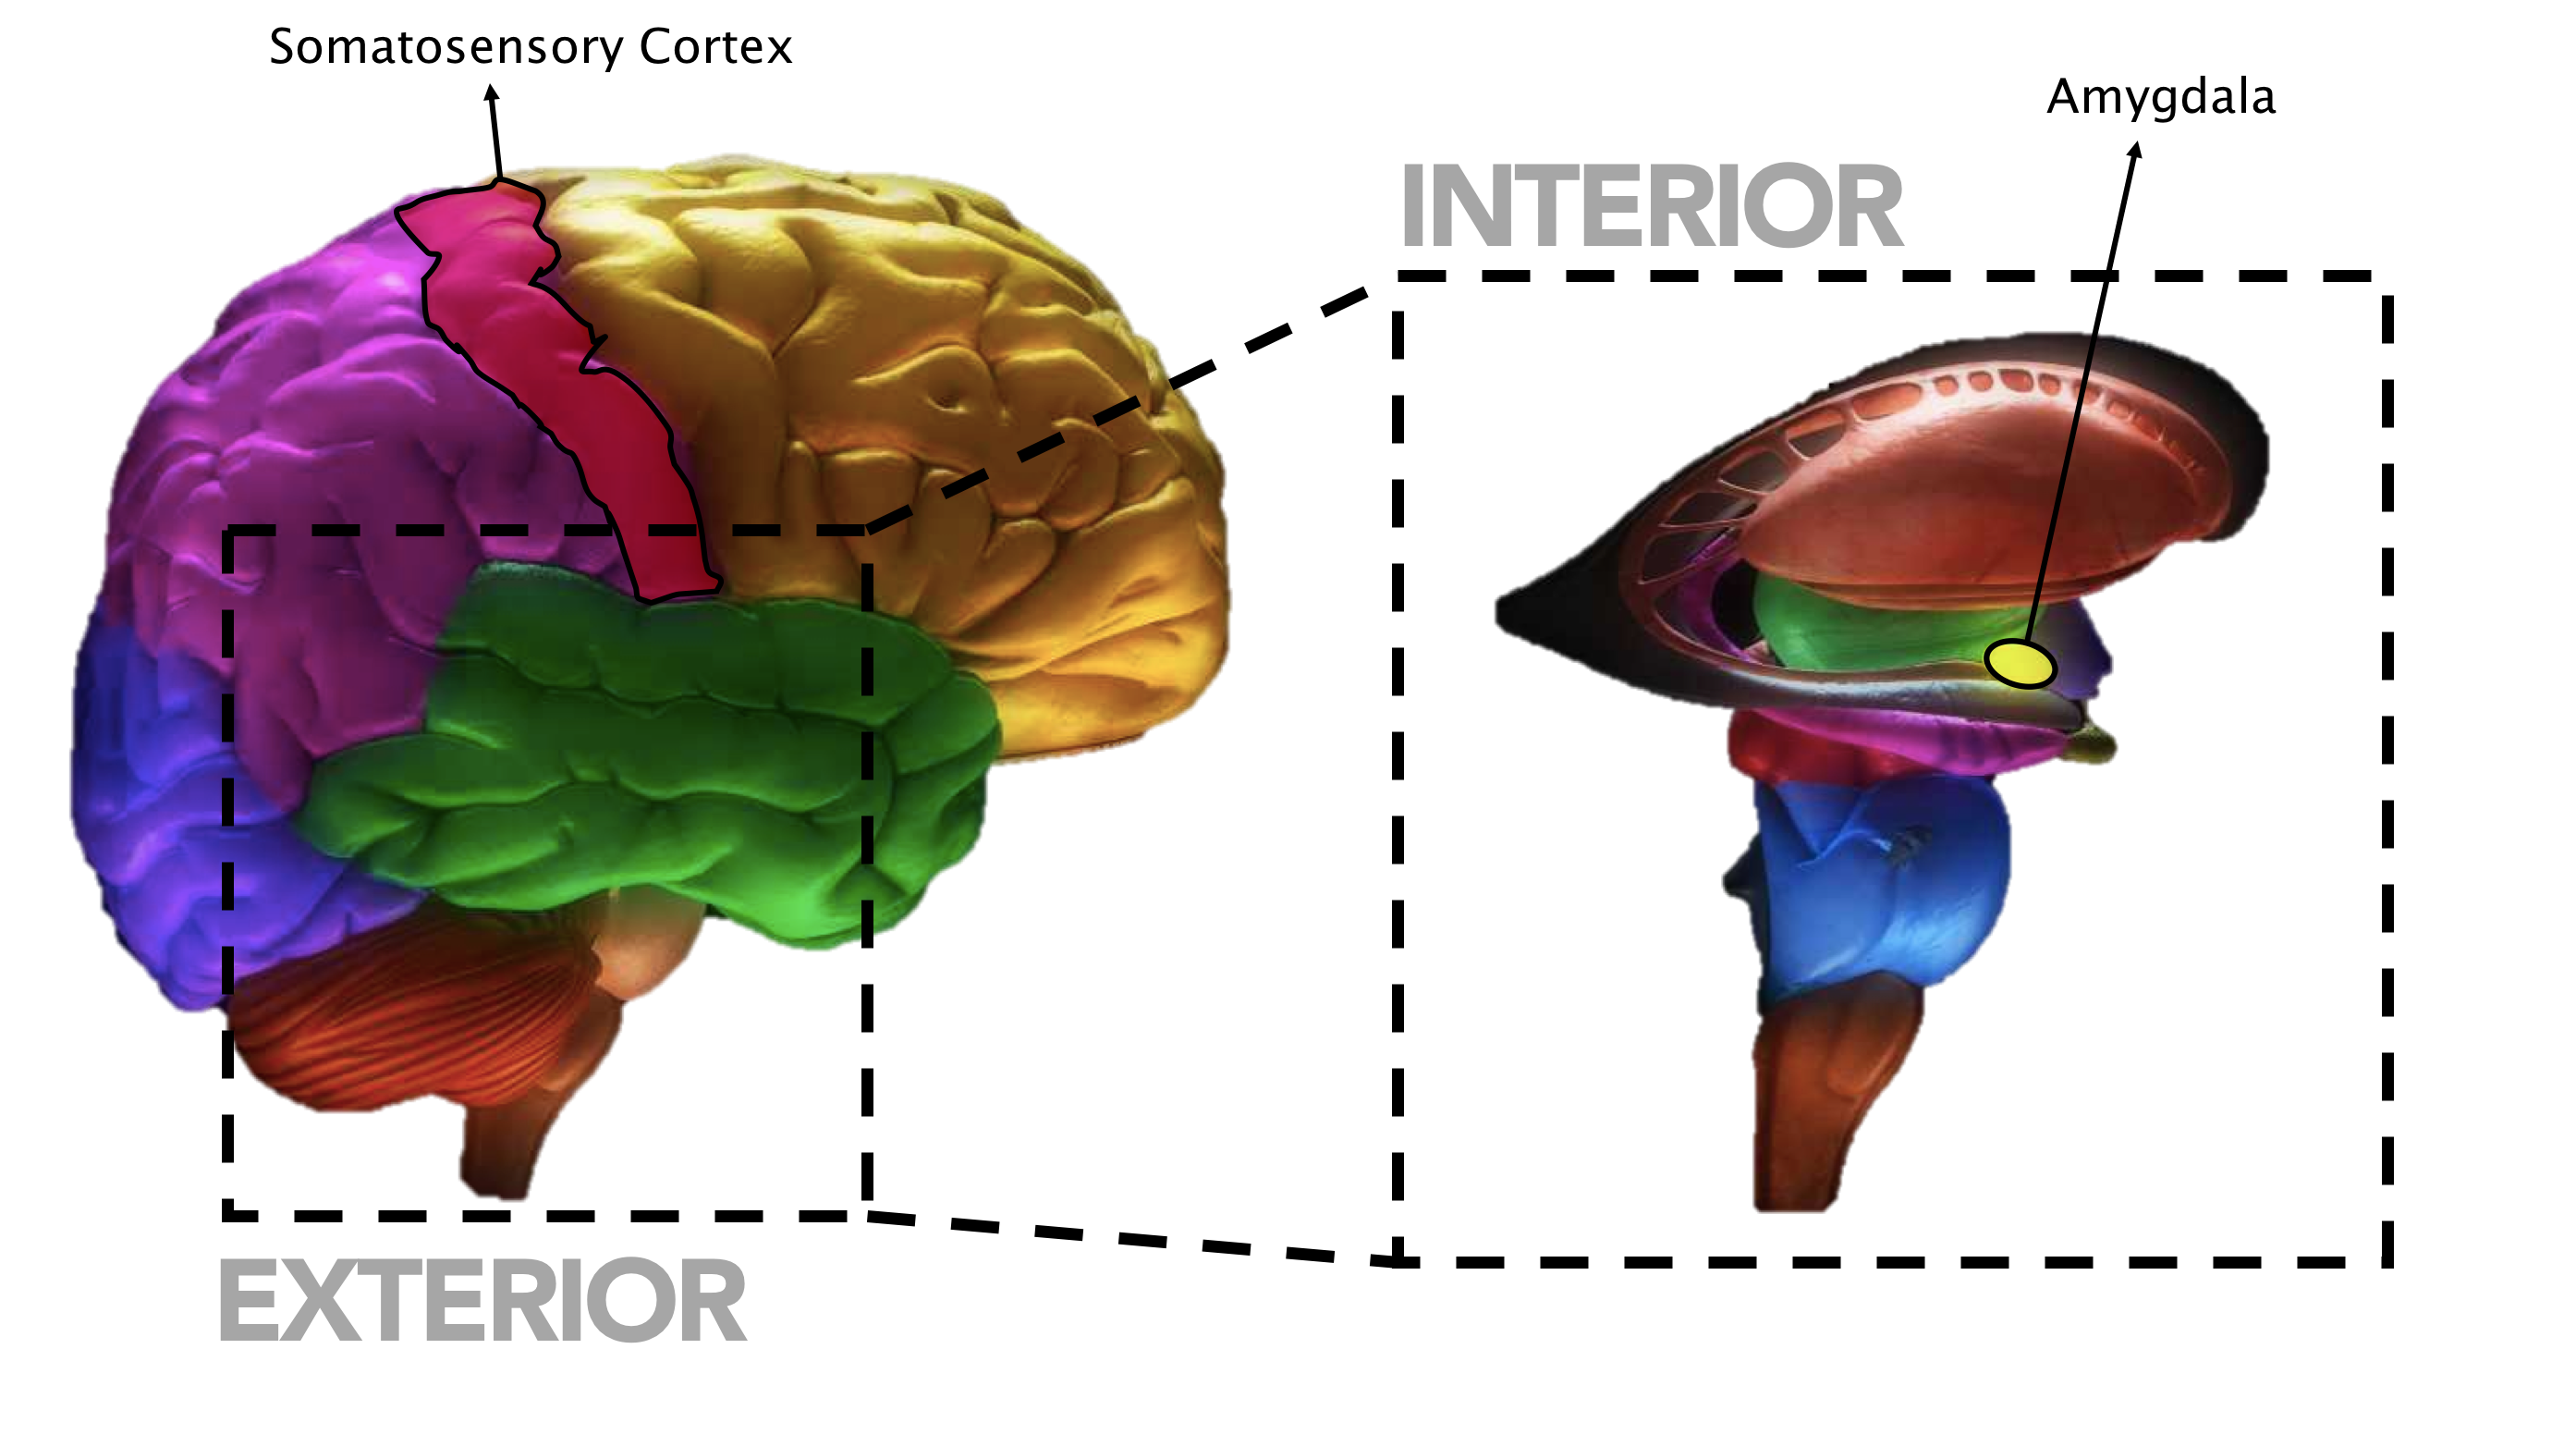 Somatosensory Cortex
Amygdala
INTERIOR
EXTERIOR